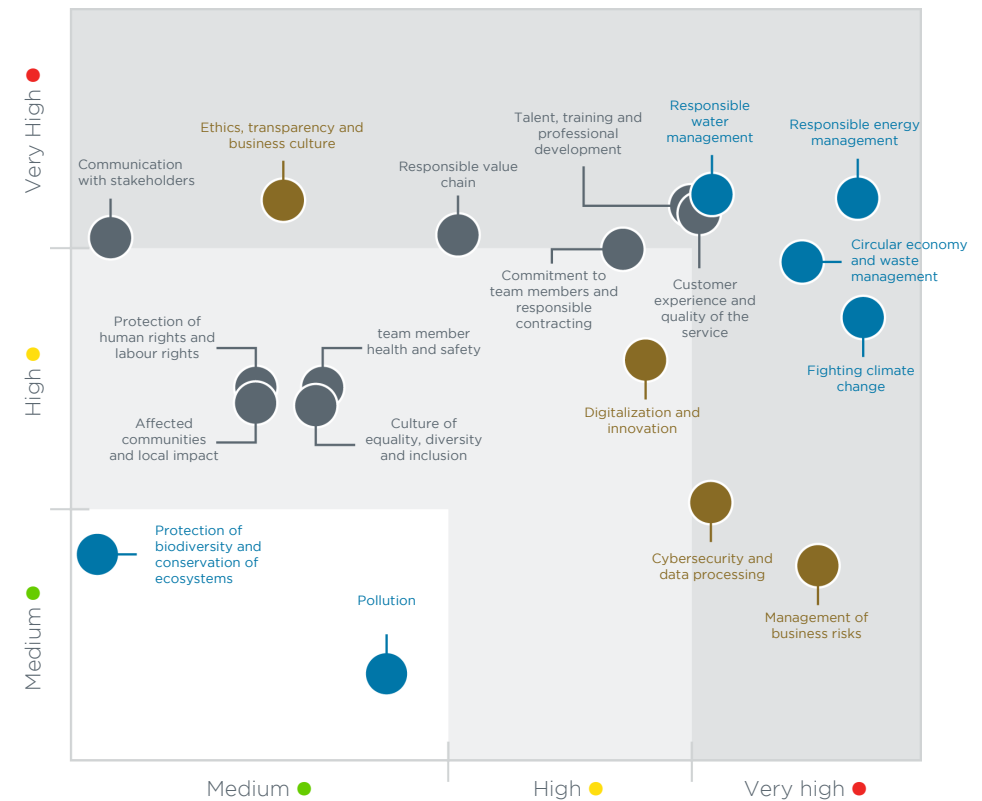 Very High
High
Medium
Communication
with stakeholders
Ethics, transparency and
business culture
Responsible value
chain
Talent, training and
professional
development
Responsible
water
management
Responsible energy
management
Circular economy
and waste
management
Commitment to
team members and
responsible
contracting
Customer
experience and
quality of the
service
Fighting climate
change
Protection of
human rights and
labour rights
team member
health and safety
Digitalization and
innovation
Affected
communities
and local impact
Culture of
equality, diversity
and inclusion
Protection of
biodiversity and
conservation of
ecosystems
Cybersecurity and
data processing
Pollution
Management of
business risks
Medium
High
Very high